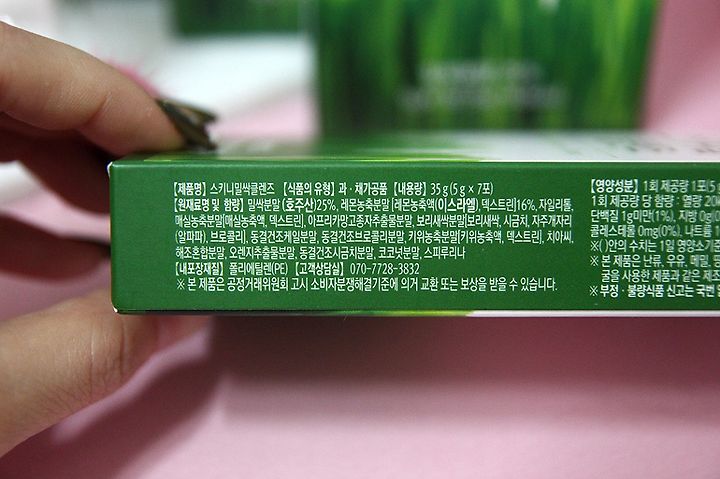 [제품명] 스키니밀싹클렌즈 [식품의 유형] 과·채가공품 [내용량] 35g(5g × 7포)
[원재료명 및 함량] 밀싹분말(호주산)25%, 레몬농축분말[레몬농축액(이스라엘), 덱스트린]16%, 자일리톨,
매실농축분말[매실농축액, 덱스트린], 아프리카망고종자추출물분말, 보리새싹분말[보리새싹, 시금치, 자주개자리
(알파파), 브로콜리], 동결건조케일분말, 동결건조브로콜리분말, 키위농축분말[키위농축액, 덱스트린], 치아씨,
해조혼합분말, 오렌지추출물분말, 동결건조시금치분말, 코코넛분말, 스피루리나
[내포장재질] 폴리에틸렌(PE) [고객상담실] 070-7728-3832
※ 본 제품은 공정거래위원회 고시 소비자분쟁해결기준에 의거 교환 또는 보상을 받을 수 있습니다.
[영양성분] 1회 제공량 1포(5
1회 제공량 당 함량 : 열량 20k
단백질 1g미만(1%), 지방 0g(
콜레스테롤 0mg(0%), 나트륨
※( )안의 수치는 1일 영양소기
※ 본 제품은 난류, 우유, 메밀, 땅
굴을 사용한 제품과 같은 제조
※ 부정·불량식품 신고는 국번